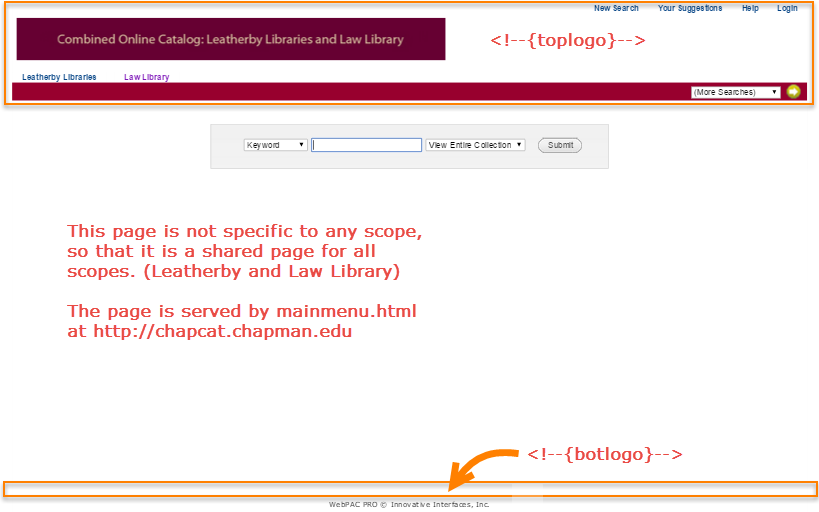 New Search Your Suggestions Help Login
Combined Online Catalog: Leatherby Libraries and Law Library
<!--{toplogo}-->
Leatherby Libraries Law Library
(More Searches)
Keyword View Entire Collection Submit
This page is not specific to any scope,
so that it is a shared page for all
scopes. (Leatherby and Law Library)
The page is served by mainmenu.html
at http://chapcat.chapman.edu
<!--{botlogo}-->
WebPAC PRO © Innovative Interfaces, Inc.